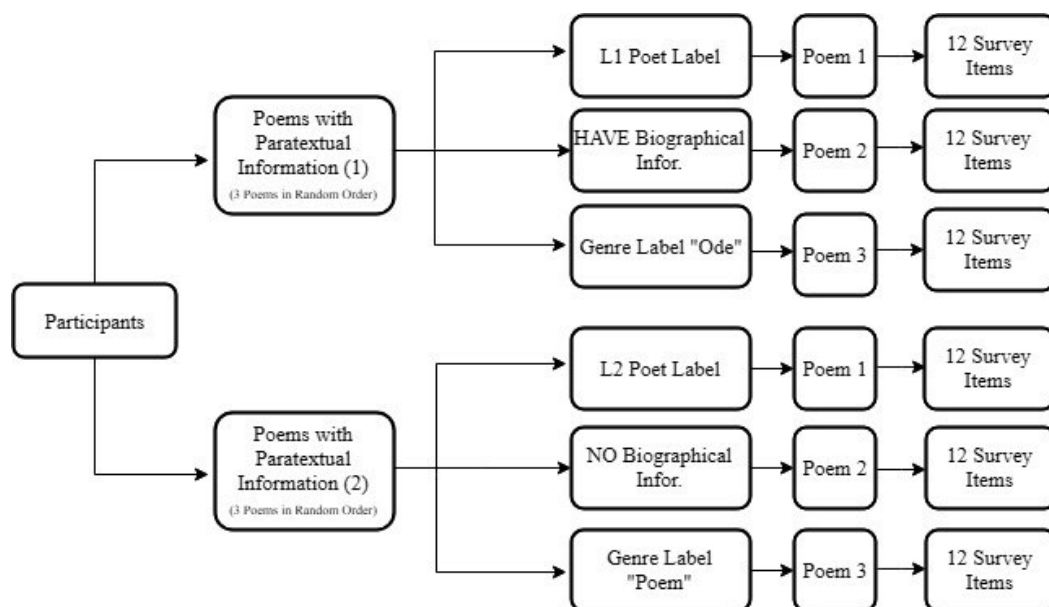 Participants
Poems with
Paratextual
Information (1)
(3 Poems in Random Order)
L1 Poet Label
Poem 1
12 Survey
Items
HAVE Biographical
Infor.
Poem 2
12 Survey
Items
Genre Label "Ode"
Poem 3
12 Survey
Items
Poems with
Paratextual
Information (2)
(3 Poems in Random Order)
L2 Poet Label
Poem 1
12 Survey
Items
NO Biographical
Infor.
Poem 2
12 Survey
Items
Genre Label
"Poem"
Poem 3
12 Survey
Items